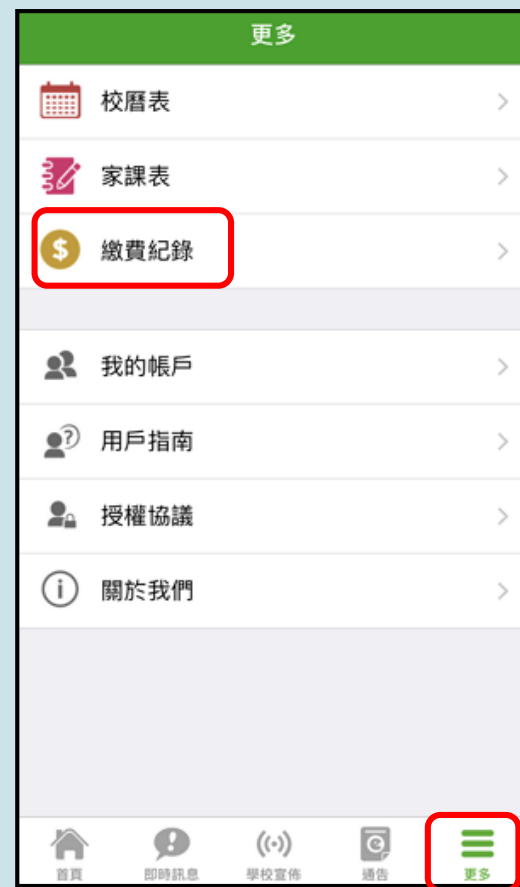 更多
校曆表
家課表
$ 繳費紀錄
我的帳戶
? 用戶指南
授權協議
i 關於我們
首頁 即時訊息 學校宣佈 通告 更多